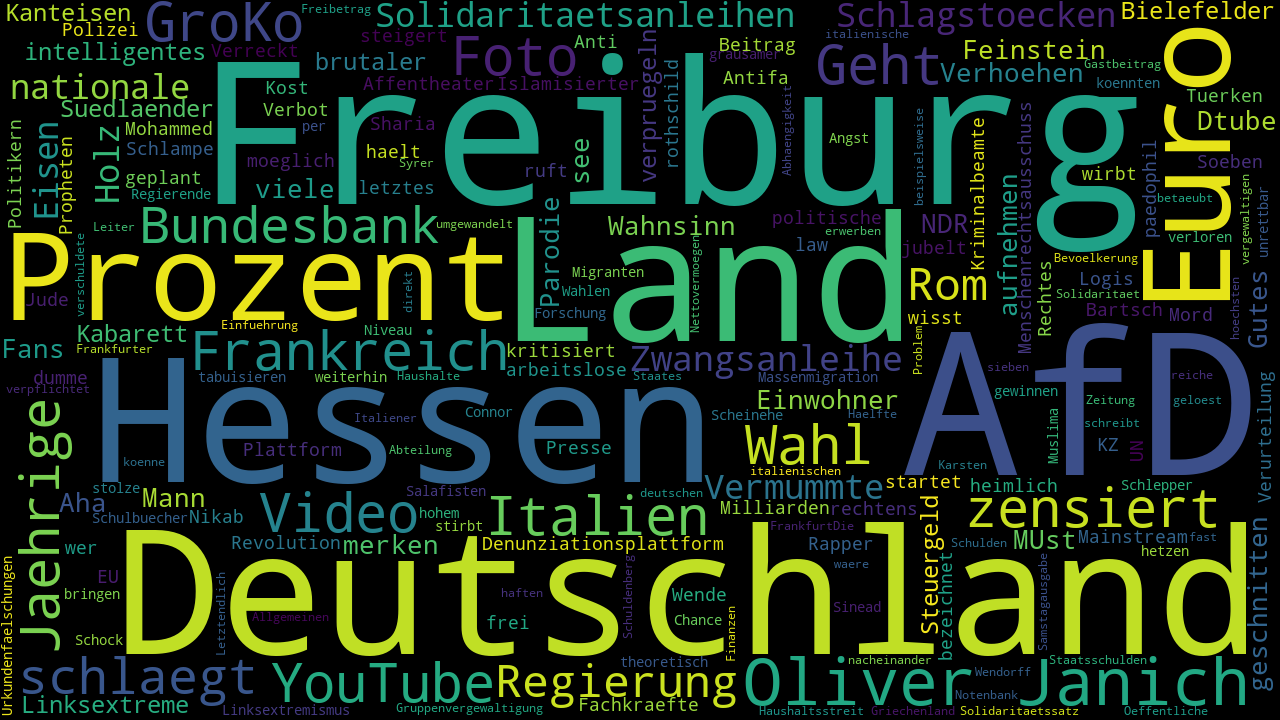 Kanteisen GroKo Freibetrag Solidaritaetsanleihen Schlagstoecken Bielefelder
Polizei steigert Anti italienische
intelligentes Verreckt brutaler Foto Beitrag grausamer Geht Feinstein Gastbeitrag
nationale Affentheater Islamisierter Antifa Verhoehen koennten
Kost Tuerken
Suedlaender Verbot verpruegeln rothschild Abhaengigkeit Dtube
Politikern Eisen Holz Mohammed per Sharia Angst beispielsweise Euro
Schlampe Freiburg
Propheten moeglich haelt Syrer see Kriminalbeamte Menschenrechtsausschuss paedophil Soeben
geplant ruft wirbt
Regierende viele letztes aufnehmen betaeubt
Leiter Bundesbank umgewandelt Parodie Wahnsinn politische NDR vergewaltigen unrettbar
erwerben verloren
law jubelt
Prozent Land Bevoelkerung
Jude verschuldete direkt Migranten Nettovermoegen Rom Logis
Wahlen Solidaritaet hoechsten
Forschung wisst Rechtes Bartsch Mord Gutes
Kabarett Einfuehrung Niveau
Fans Frankfurter Frankreich kritisiert Zwangsanleihe Problem
arbeitslose sieben
dumme tabuisieren weiterhin Haushalte Staates Massenmigration reiche
verpflichtet gewinnen
Hessen Einwohner AfD Zeitung geloest
Italiener Connor Scheinehe Haelfte
Jaehrige schreibt Verurteilung
Plattform Abteilung Presse Wahl Muslima KZ UN
koenne Karsten
italienischen
stolze Salafisten deutschen Vermummte startet heimlich Schlepper
Aha Mann Video hohem Italien Milliarden rechtens zensiert
Schulbuecher Nikab stirbt FrankfurtDie
wer Revolution merken Denunziationsplattform Rapper Steuergeld Schulden MUst Mainstream fast
hetzen
EU waere bezeichnet
bringen Deutschland haften Wende
Urkundenfaelschungen Letztendlich Allgemeinen frei Schuldenberg Chance Sinead Samstagausgabe geschnitten
Schock Finanzen
schlaegt theoretisch nacheinander Staatsschulden
YouTube Regierung Oliver Wendorff Janich
Linksextreme Linksextremismus Gruppenvergewaltigung Fachkraefte Notenbank
Haushaltsstreit Griechenland Solidaritaetssatz Oeffentliche